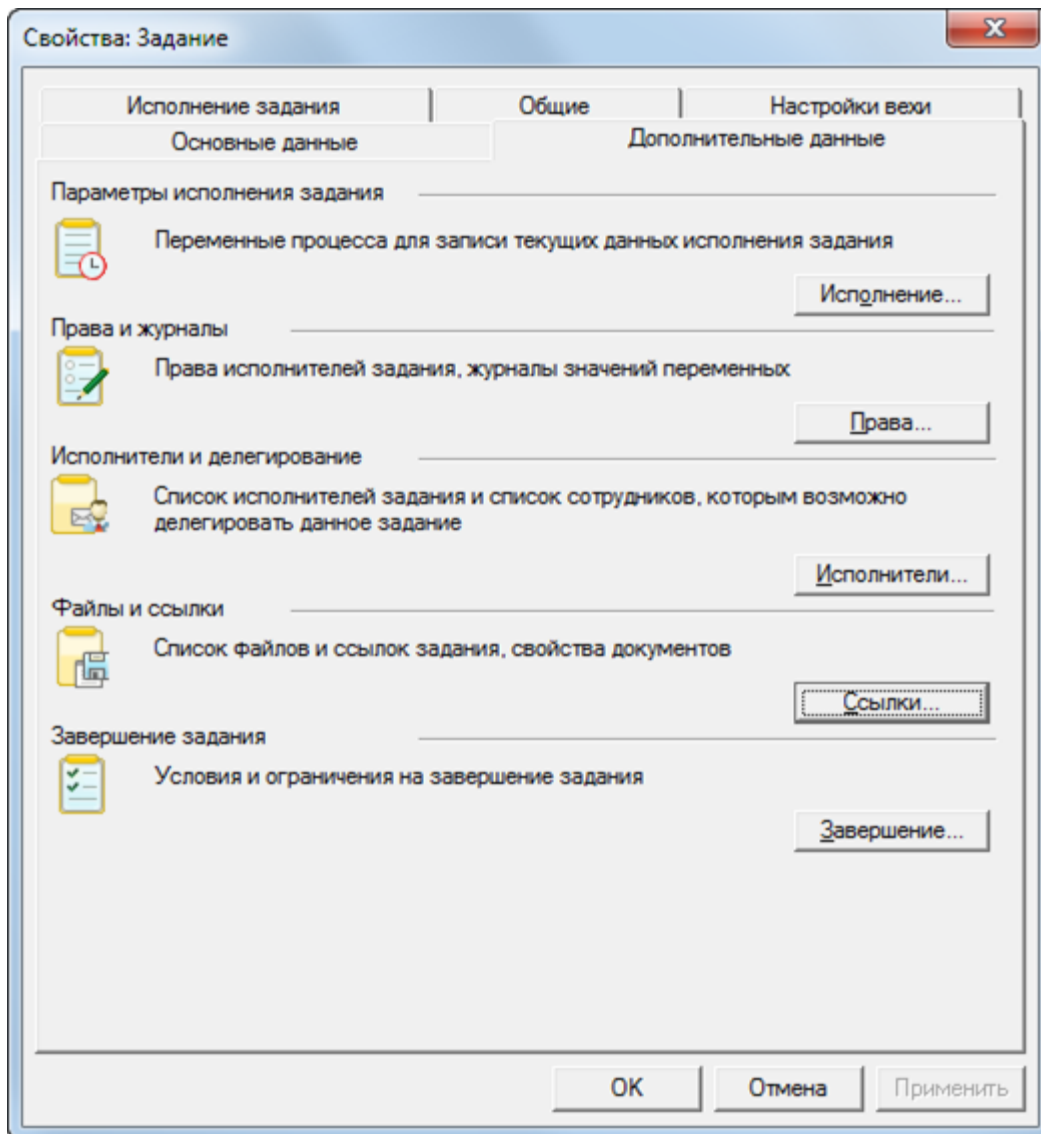 Свойства: Задание
Исполнение задания
Общие
Настройки вехи
Основные данные
Дополнительные данные
Параметры исполнения задания
Переменные процесса для записи текущих данных исполнения задания
Исполнение...
Права и журналы
Права исполнителей задания, журналы значений переменных
Права...
Исполнители и делегирование
Список исполнителей задания и список сотрудников, которым возможно
делегировать данное задание
Исполнители...
Файлы и ссылки
Список файлов и ссылок задания, свойства документов
Ссылки...
Завершение задания
Условия и ограничения на завершение задания
Завершение...
OK
Отмена
Применить